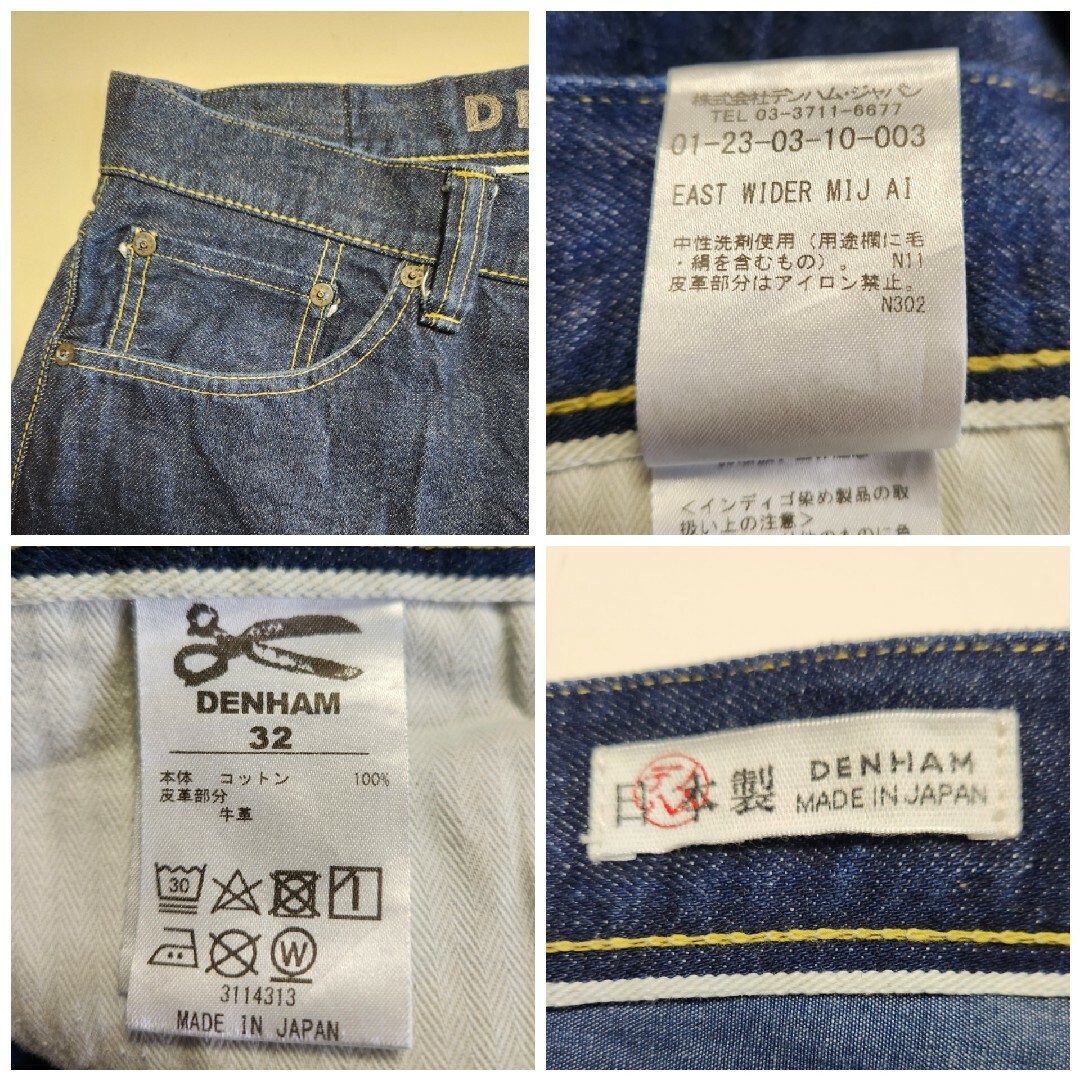 株式会社デンハム・ジャパン
TEL 03-3711-6677
01-23-03-10-003
EAST WIDER MIJ AI
中性洗剤使用（用途欄に毛
・絹を含むもの）。 N11
皮革部分はアイロン禁止。
N302
＜インディゴ染め製品の取
扱い上の注意＞
DENHAM
32
本体 コットン 100%
皮革部分
牛革
30
1
W
3114313
MADE IN JAPAN
日本製 DENHAM
MADE IN JAPAN